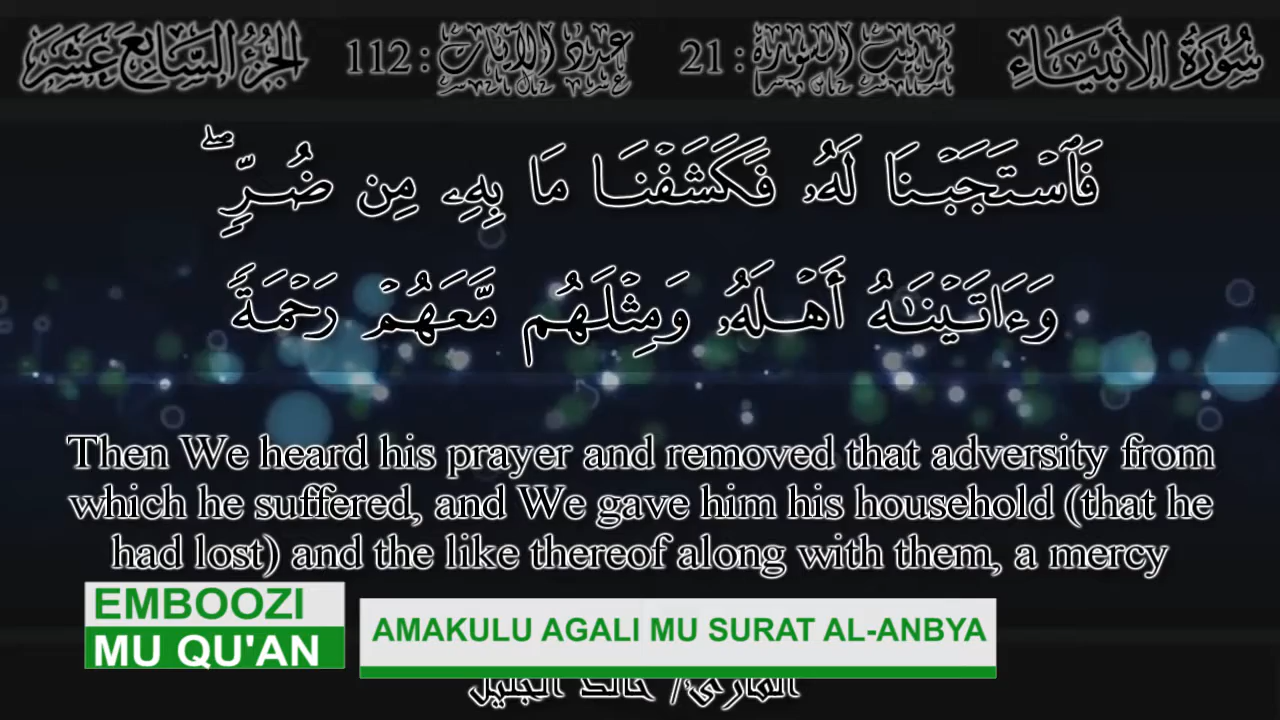 سُورَةُ الأَنبِيَاءِ
تَرتِيبُ السُّورَة : 21
عَدَدُ الآيَات : 112
الجُزءُ السَّابِعَ عَشَرَ
فَٱسۡتَجَبۡنَا لَهُۥ فَكَشَفۡنَا مَا بِهِۦ مِن ضُرّٖۖ
وَءَاتَيۡنَٰهُ أَهۡلَهُۥ وَمِثۡلَهُم مَّعَهُمۡ رَحۡمَةٗ
Then We heard his prayer and removed that adversity from
which he suffered, and We gave him his household (that he
had lost) and the like thereof along with them, a mercy
EMBOOZI
MU QU'AN
AMAKULU AGALI MU SURAT AL-ANBYA
القارئ/ خالد الجليل